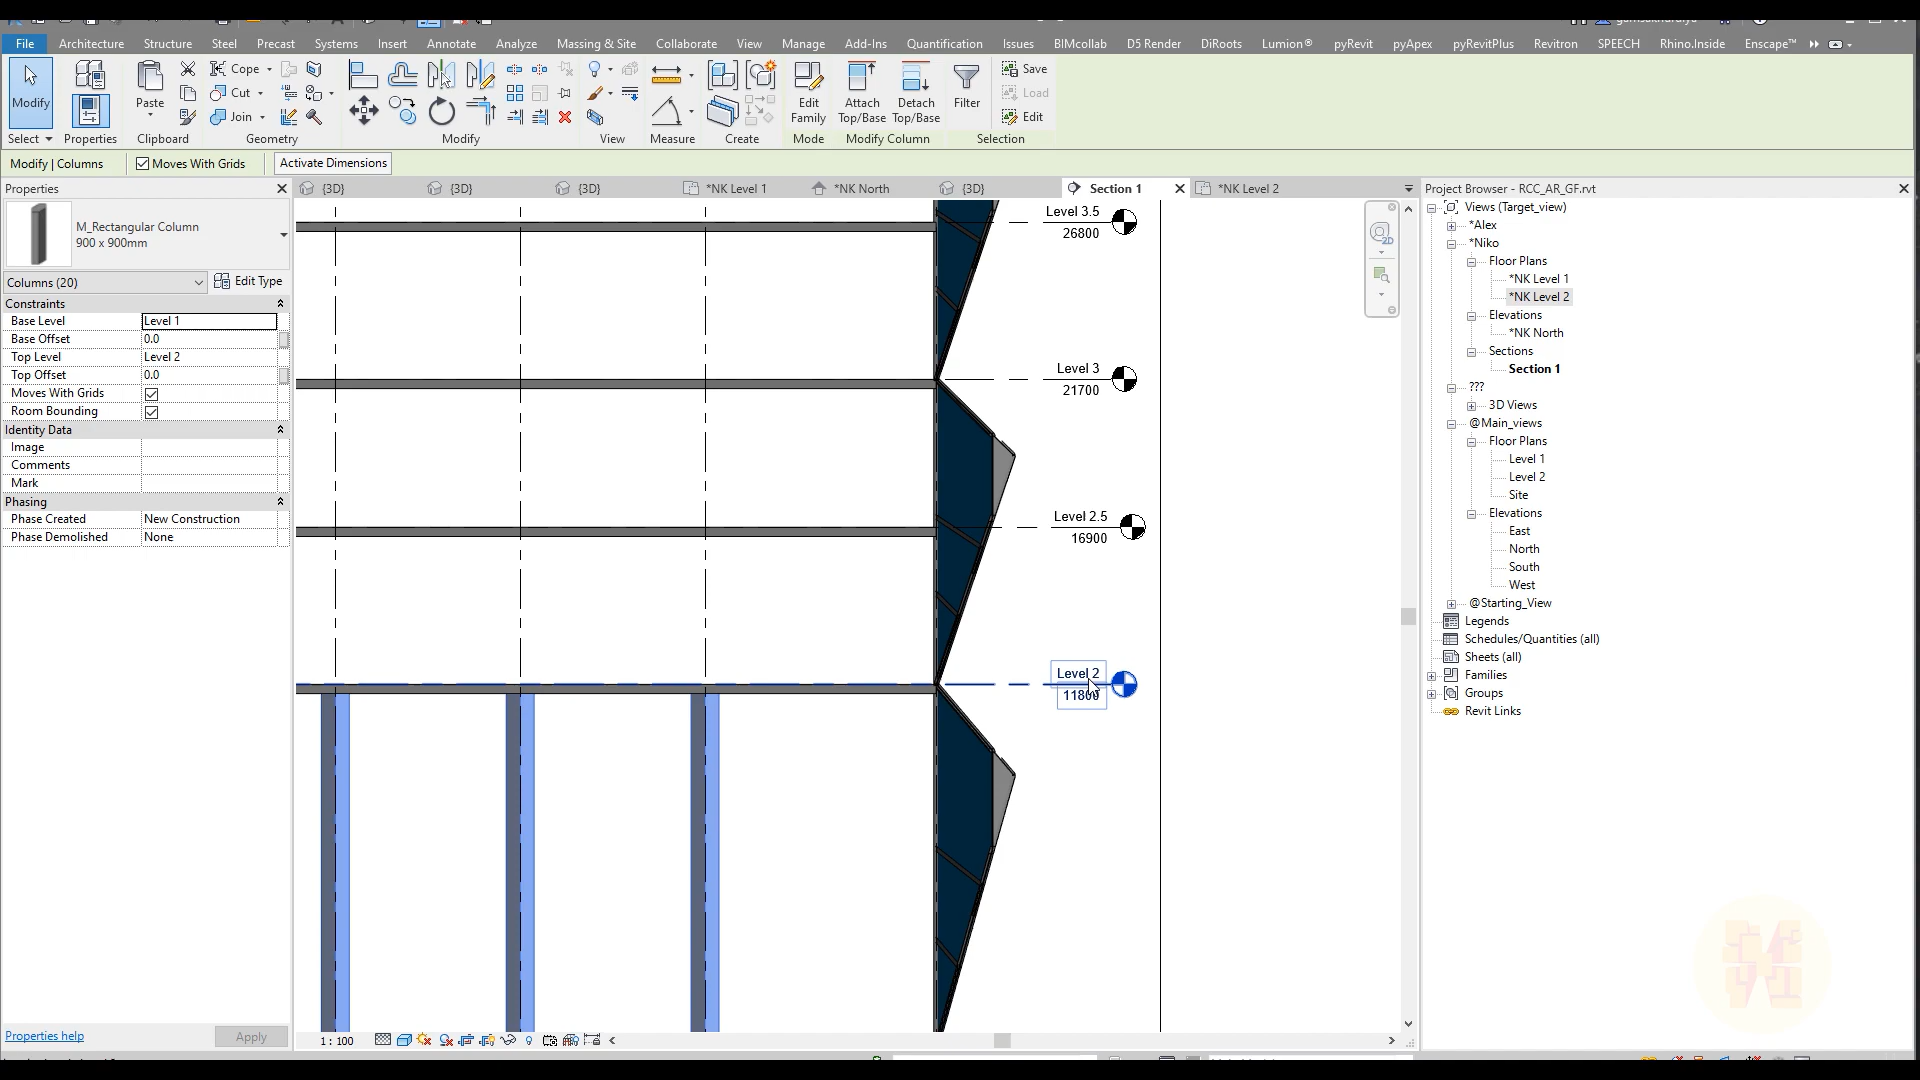 File Architecture Structure Steel Precast Systems Insert Annotate Analyze Massing & Site Collaborate View Manage Add-Ins Quantification Issues BIMcollab D5 Render DiRoots Lumion® pyRevit pyApex pyRevitPlus Revitron SPEECH Rhino.Inside Enscape™
Modify
Paste
Cope
Cut
Join
Edit Family
Attach Top/Base
Detach Top/Base
Filter
Save
Load
Edit
Select Properties Clipboard Geometry Modify View Measure Create Mode Modify Column Selection
Modify | Columns Moves With Grids Activate Dimensions
Properties
M_Rectangular Column
900 x 900mm
Columns (20) Edit Type
Constraints
Base Level Level 1
Base Offset 0.0
Top Level Level 2
Top Offset 0.0
Moves With Grids
Room Bounding
Identity Data
Image
Comments
Mark
Phasing
Phase Created New Construction
Phase Demolished None
Properties help Apply
{3D} {3D} {3D} *NK Level 1 *NK North {3D} Section 1 *NK Level 2
Level 3.5
26800
Level 3
21700
Level 2.5
16900
Level 2
11800
2D
1 : 100
Project Browser - RCC_AR_GF.rvt
Views (Target_view)
*Alex
*Niko
Floor Plans
*NK Level 1
*NK Level 2
Elevations
*NK North
Sections
Section 1
???
3D Views
@Main_views
Floor Plans
Level 1
Level 2
Site
Elevations
East
North
South
West
@Starting_View
Legends
Schedules/Quantities (all)
Sheets (all)
Families
Groups
Revit Links